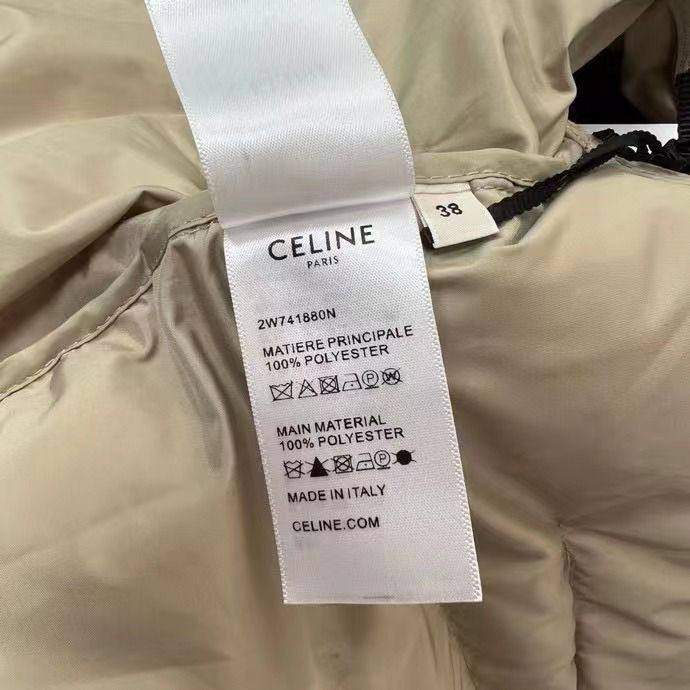 38
CELINE
PARIS
2W741880N
MATIERE PRINCIPALE
100% POLYESTER
MAIN MATERIAL
100% POLYESTER
MADE IN ITALY
CELINE.COM